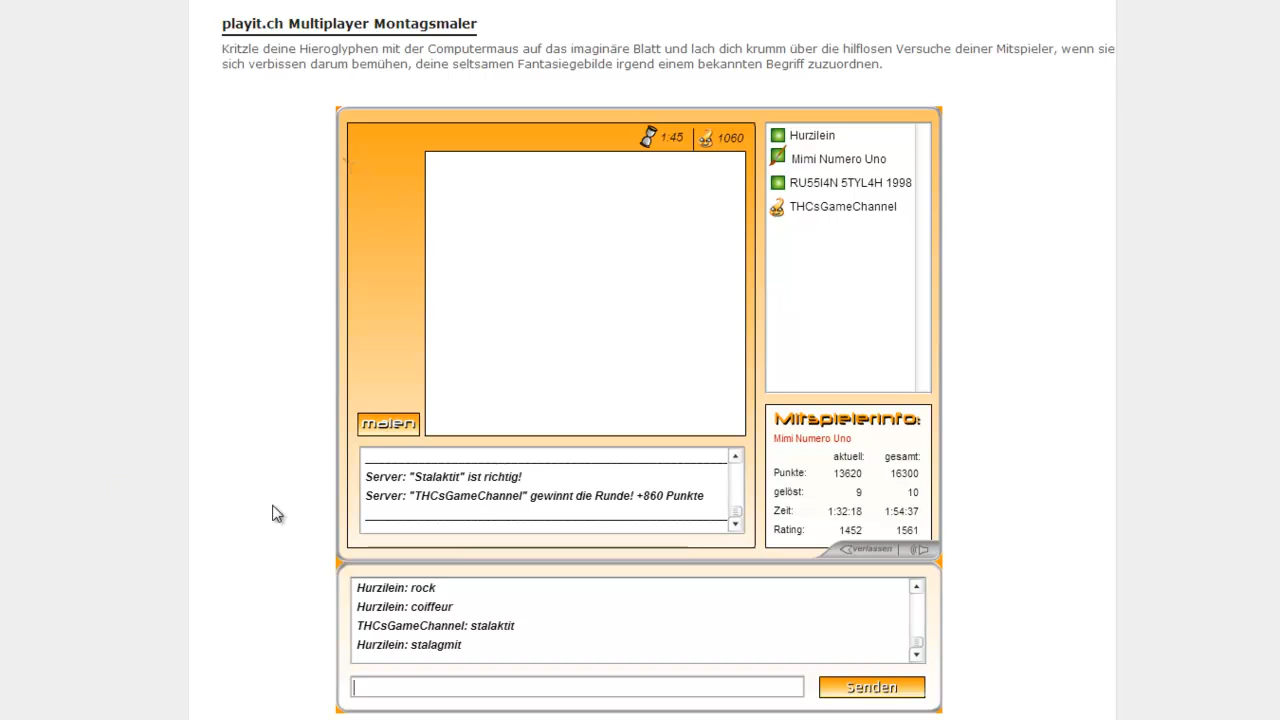 playit.ch Multiplayer Montagsmaler
Kritzle deine Hieroglyphen mit der Computermaus auf das imaginäre Blatt und lach dich krumm über die hilflosen Versuche deiner Mitspieler, wenn sie
sich verbissen darum bemühen, deine seltsamen Fantasiegebilde irgend einem bekannten Begriff zuzuordnen.
1:45 1060
Hurzilein
Mimi Numero Uno
RU55I4N 5TYL4H 1998
THCsGameChannel
malen
Server: "Stalaktit" ist richtig!
Server: "THCsGameChannel" gewinnt die Runde! +860 Punkte
Mitspielerinfo:
Mimi Numero Uno
aktuell: gesamt:
Punkte: 13620 16300
gelöst: 9 10
Zeit: 1:32:18 1:54:37
Rating: 1452 1561
verlassen
Hurzilein: rock
Hurzilein: coiffeur
THCsGameChannel: stalaktit
Hurzilein: stalagmit
Senden